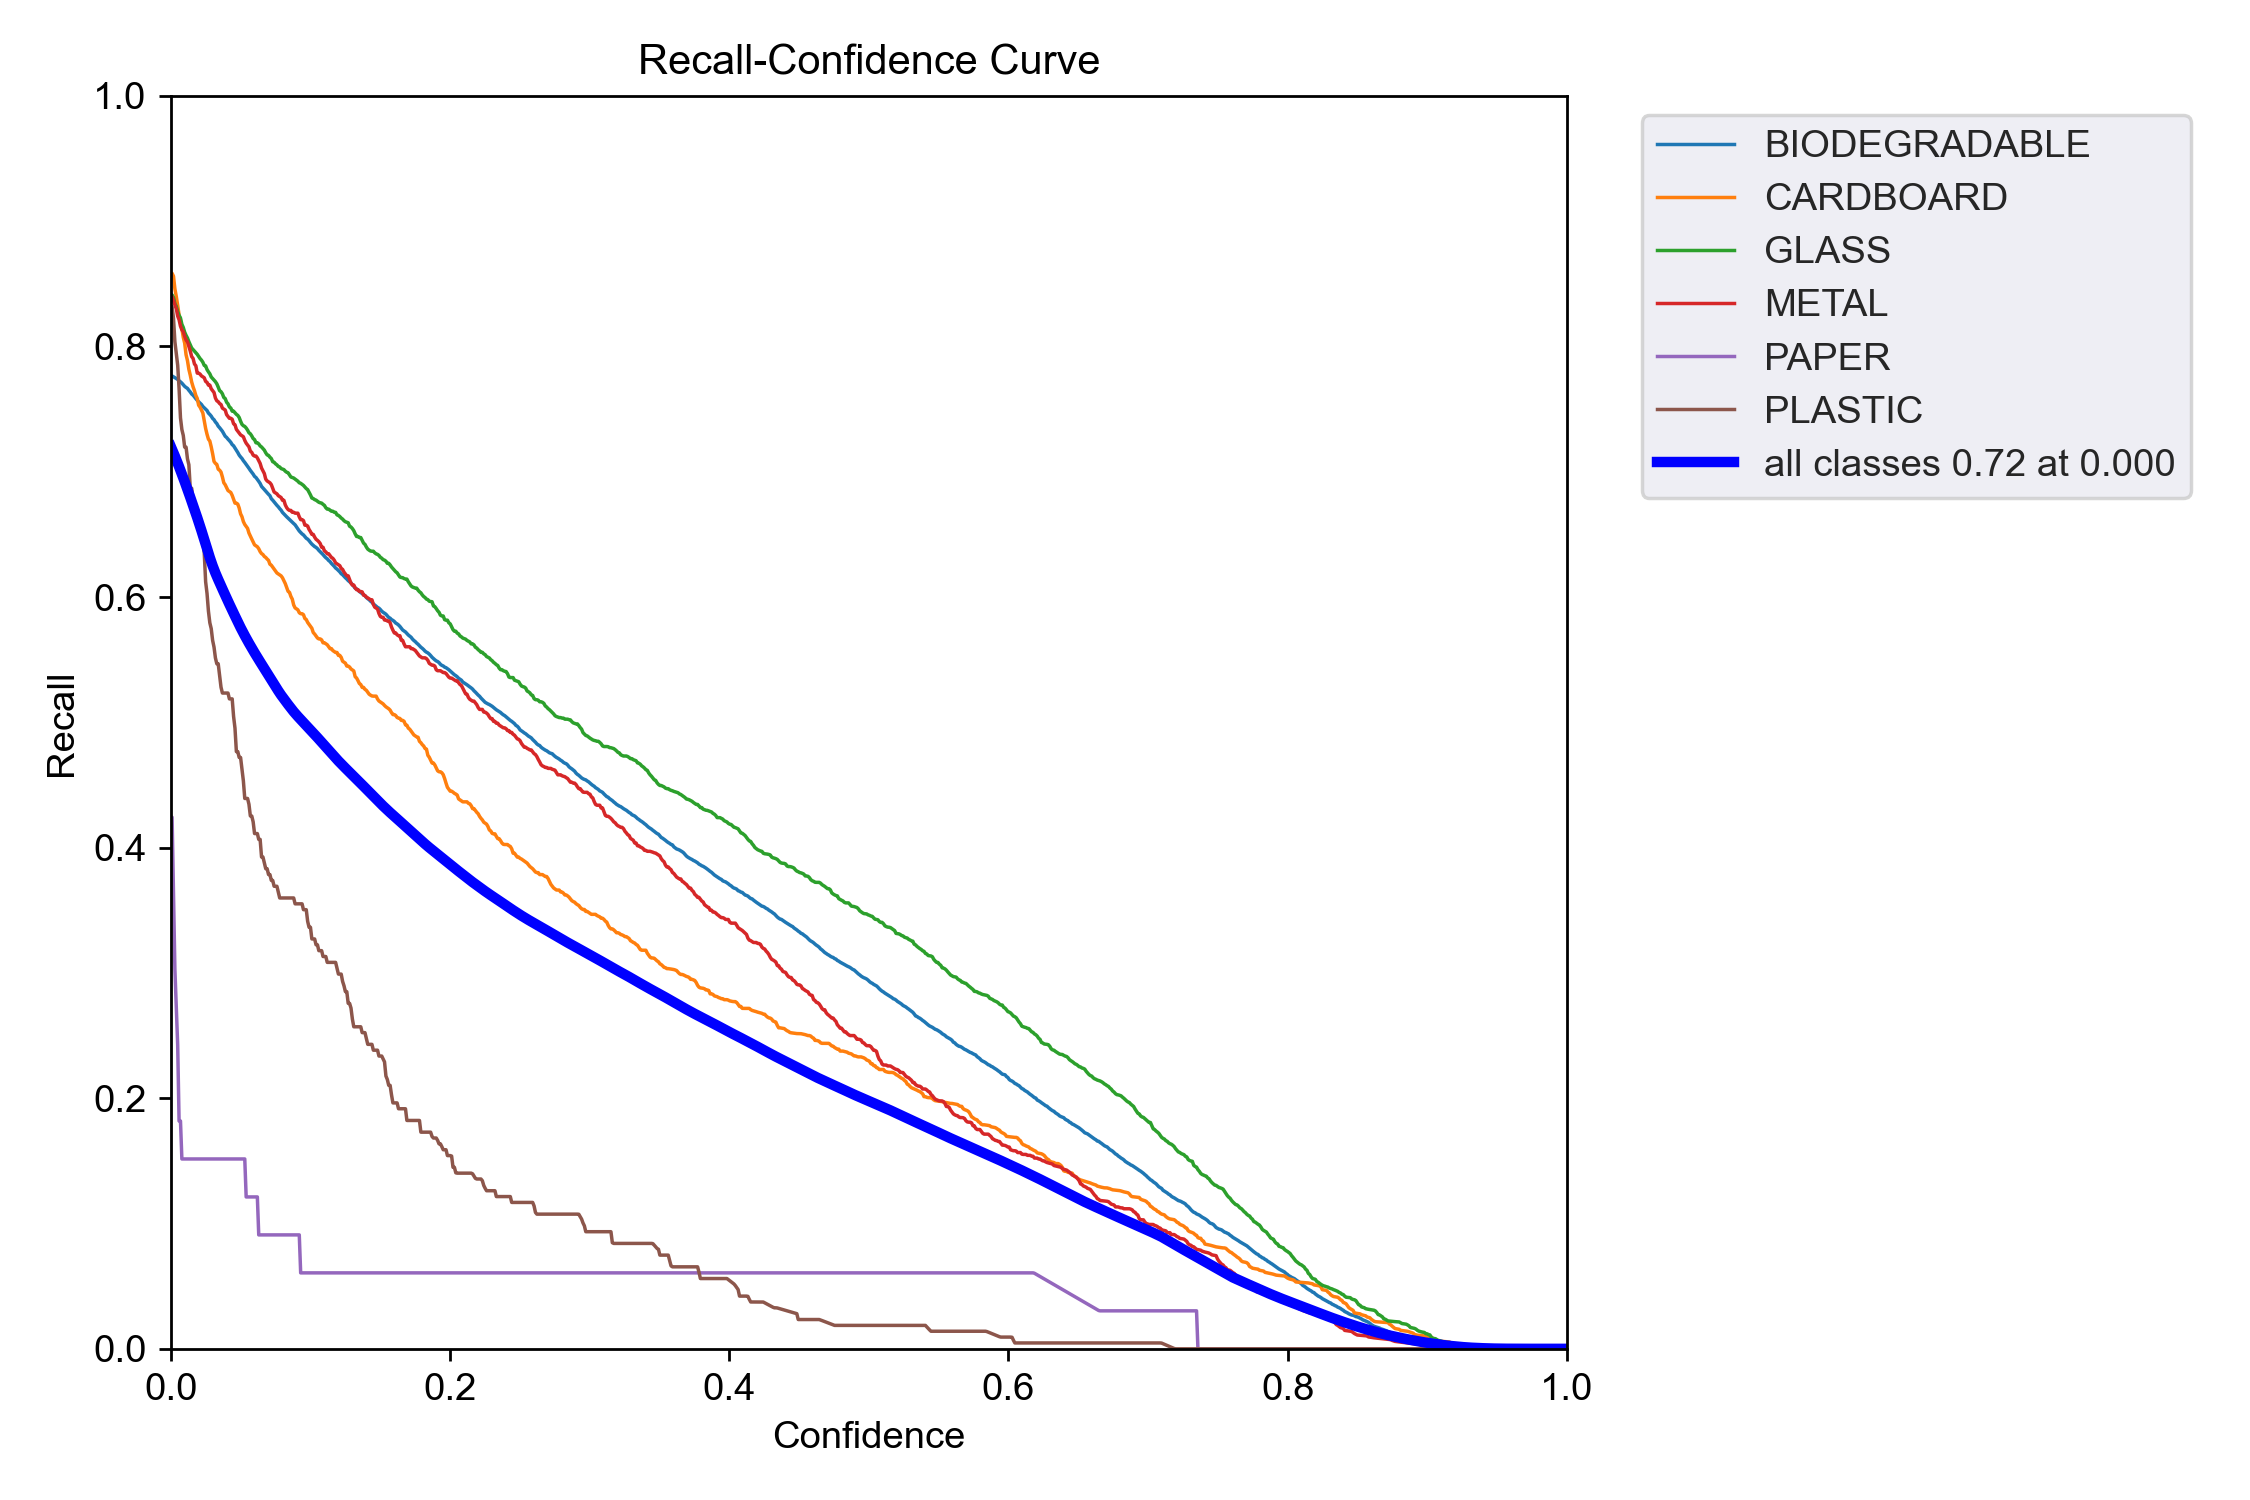 Recall-Confidence Curve
1.0
0.8
0.6
0.4
0.2
0.0
Recall
0.0 0.2 0.4 0.6 0.8 1.0
Confidence
BIODEGRADABLE
CARDBOARD
GLASS
METAL
PAPER
PLASTIC
all classes 0.72 at 0.000